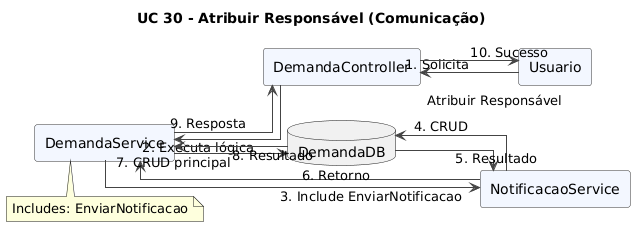 UC 30 - Atribuir Responsável (Comunicação)
10. Sucesso
1. Solicita
DemandaController
Usuario
Atribuir Responsável
9. Resposta
4. CRUD
DemandaService
2. Executa lógica
DemandaDB
8. Resultado
7. CRUD principal
5. Resultado
6. Retorno
NotificacaoService
3. Include EnviarNotificacao
Includes: EnviarNotificacao